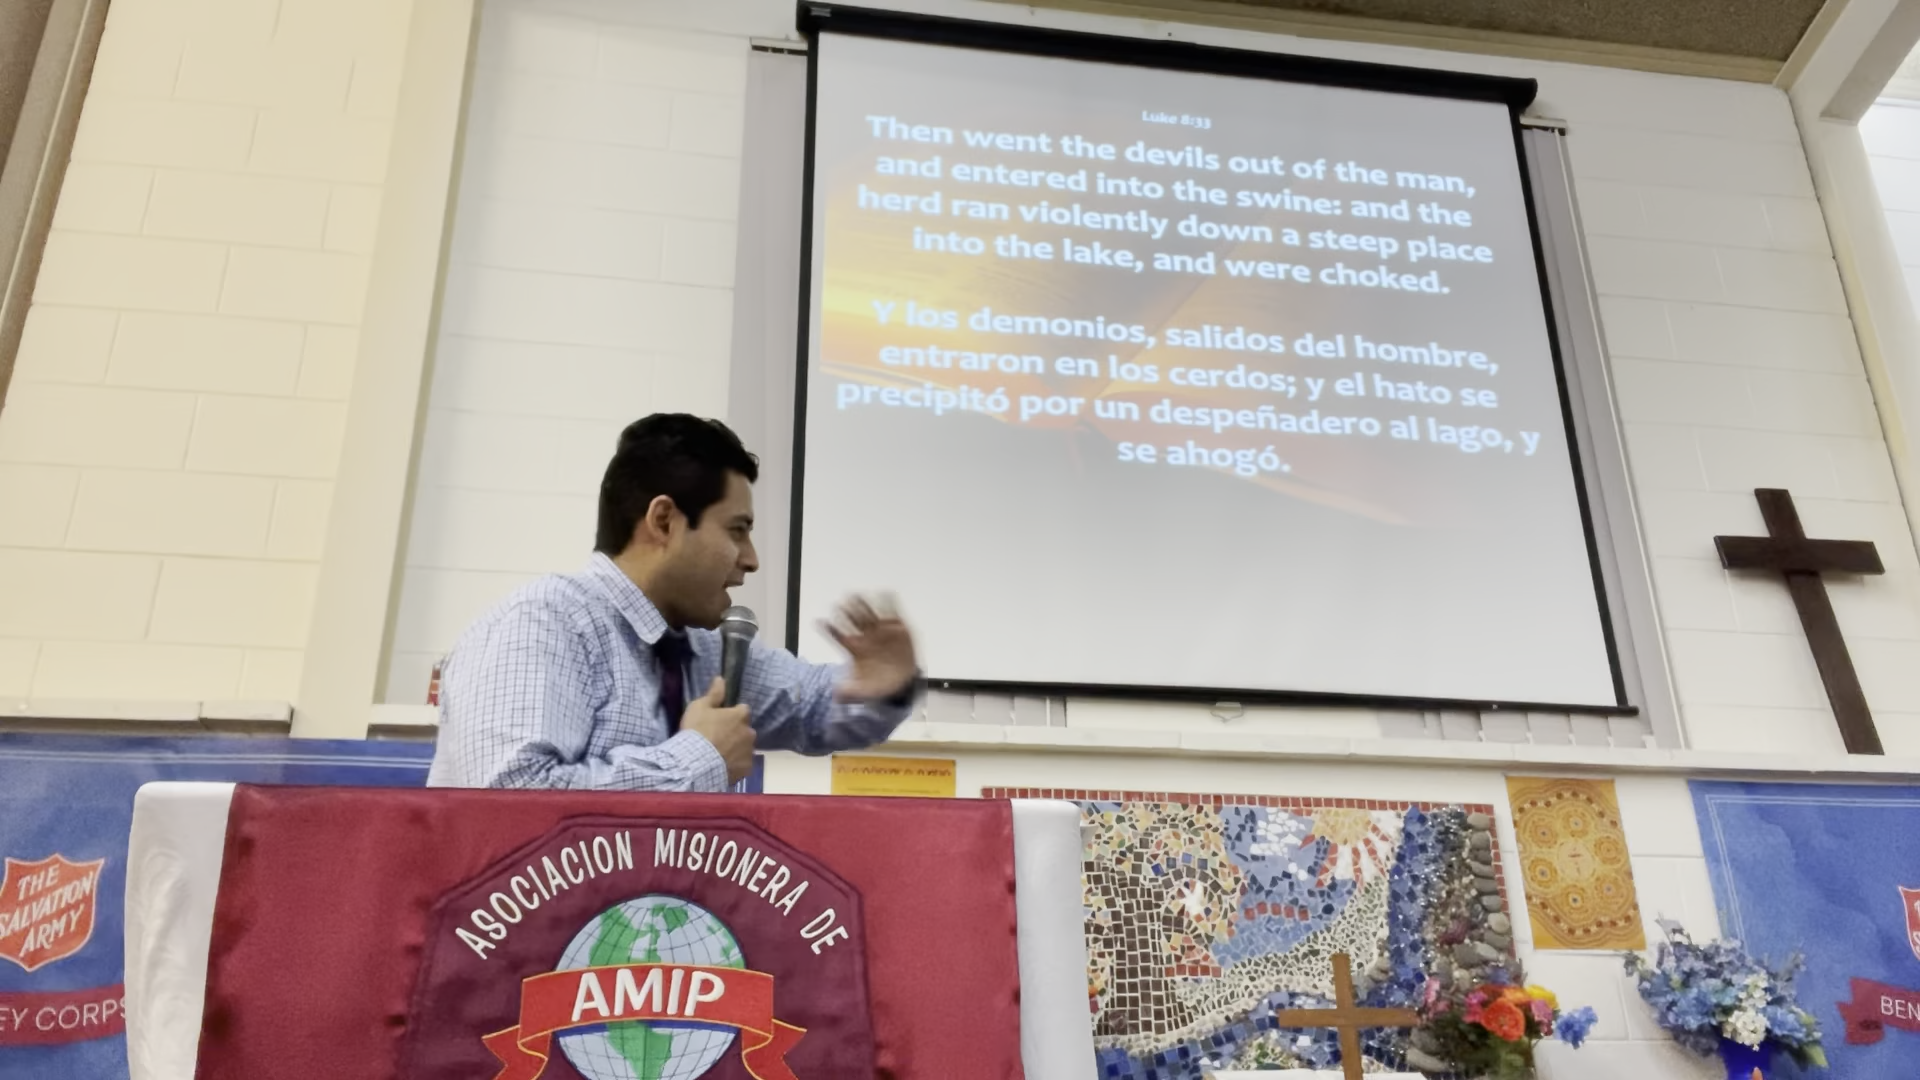 Luke 8:33
Then went the devils out of the man,
and entered into the swine: and the
herd ran violently down a steep place
into the lake, and were choked.
Y los demonios, salidos del hombre,
entraron en los cerdos; y el hato se
precipitó por un despeñadero al lago, y
se ahogó.
ASOCIACION MISIONERA DE
AMIP
THE
SALVATION
ARMY
EY CORPS
BEN